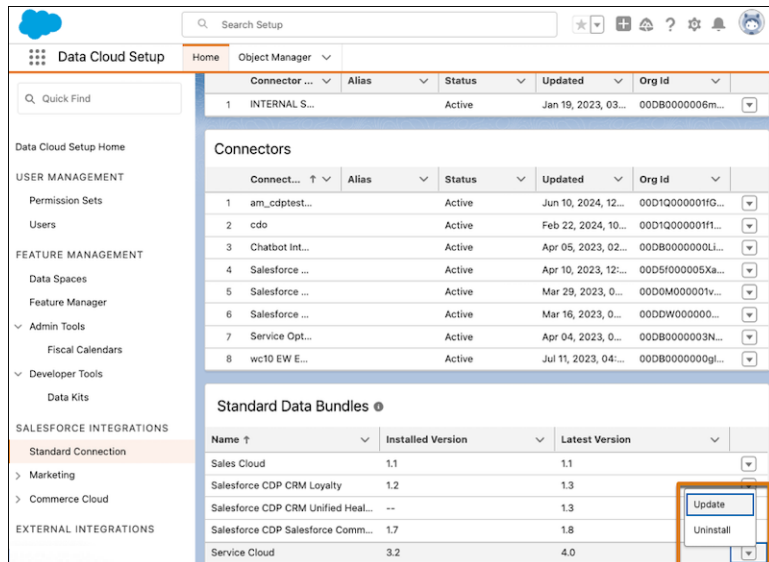 Search Setup
Data Cloud Setup
Home
Object Manager
Quick Find
Data Cloud Setup Home
USER MANAGEMENT
Permission Sets
Users
FEATURE MANAGEMENT
Data Spaces
Feature Manager
Admin Tools
Fiscal Calendars
Developer Tools
Data Kits
SALESFORCE INTEGRATIONS
Standard Connection
Marketing
Commerce Cloud
EXTERNAL INTEGRATIONS
Connector ... Alias Status Updated Org Id
1 INTERNAL S... Active Jan 19, 2023, 03... 00DB0000006m...
Connectors
Connect... ↑ Alias Status Updated Org Id
1 am_cdptest... Active Jun 10, 2024, 12... 00D1Q000001fG...
2 cdo Active Feb 22, 2024, 10... 00D1Q000001f1...
3 Chatbot Int... Active Apr 05, 2023, 02... 00DB0000000Li...
4 Salesforce ... Active Apr 10, 2023, 12:... 00D5f000005Xa...
5 Salesforce ... Active Mar 29, 2023, 0... 00D0M000001v...
6 Salesforce ... Active Mar 16, 2023, 0... 00DDW000000...
7 Service Opt... Active Apr 04, 2023, 0... 00DB0000003N...
8 wc10 EW E... Active Jul 11, 2023, 04:... 00DB0000000gl...
Standard Data Bundles
Name ↑ Installed Version Latest Version
Sales Cloud 1.1 1.1
Salesforce CDP CRM Loyalty 1.2 1.3
Salesforce CDP CRM Unified Heal... -- 1.3
Salesforce CDP Salesforce Comm... 1.7 1.8
Service Cloud 3.2 4.0
Update
Uninstall